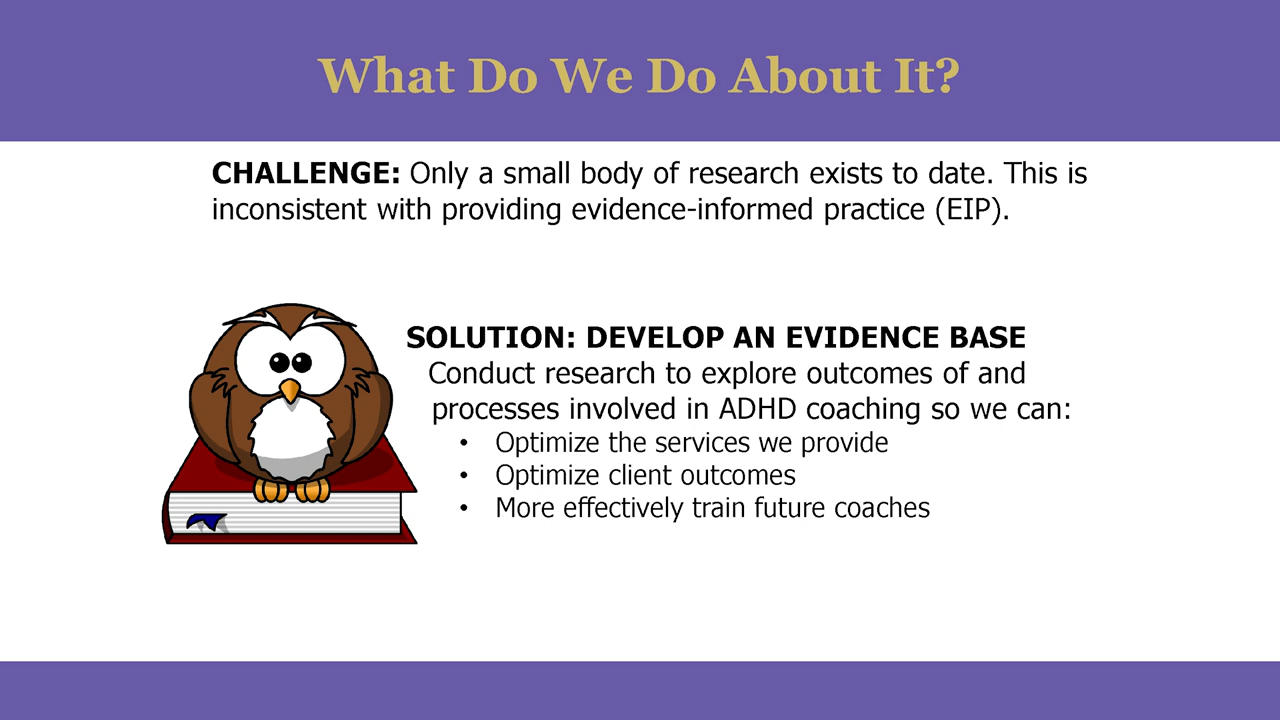 What Do We Do About It?
CHALLENGE: Only a small body of research exists to date. This is
inconsistent with providing evidence-informed practice (EIP).
SOLUTION: DEVELOP AN EVIDENCE BASE
Conduct research to explore outcomes of and
processes involved in ADHD coaching so we can:
• Optimize the services we provide
• Optimize client outcomes
• More effectively train future coaches